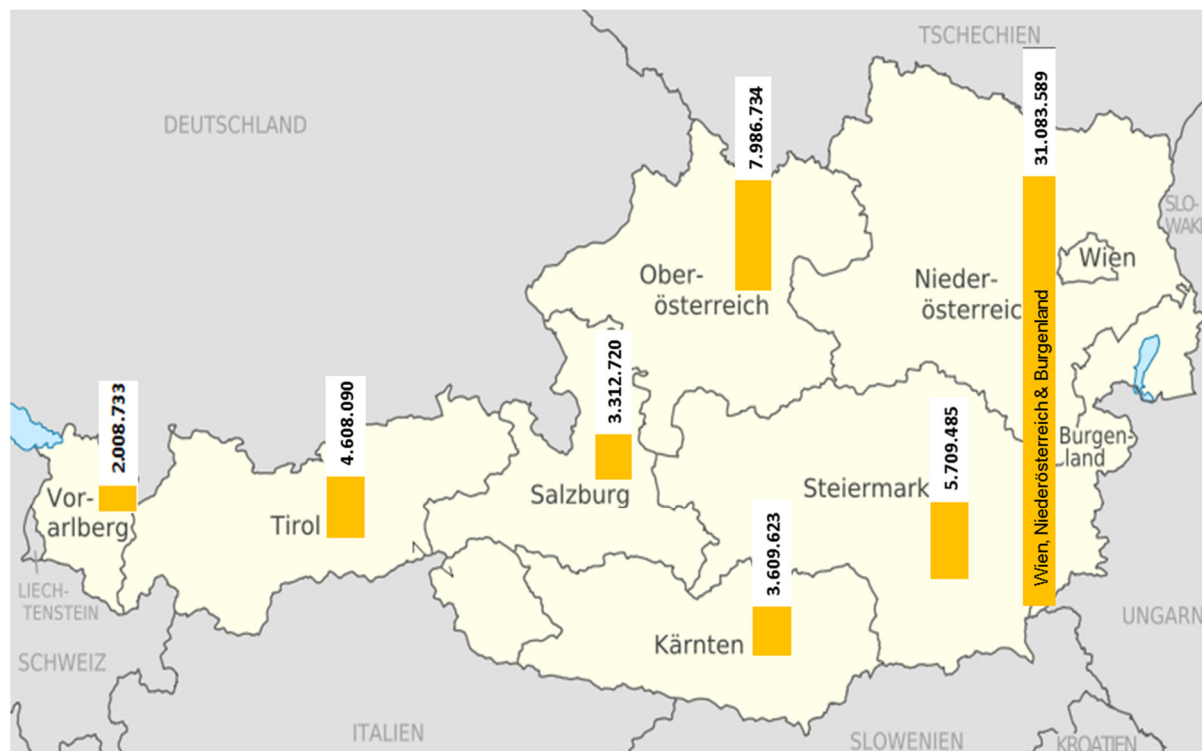 TSCHECHIEN
DEUTSCHLAND
7.986.734
31.083.589
SLO-
WAKE
Wien
Ober-
österreich
Nieder-
österreic
Wien, Niederösterreich & Burgenland
3.312.720
2.008.733
4.608.090
5.709.485
Burgen-
land
Vor-
arlberg
Tirol
Salzburg
Steiermark
3.609.623
LIECH-
TENSTEIN
UNGARN
SCHWEIZ
Kärnten
ITALIEN
SLOWENIEN
KROATIEN